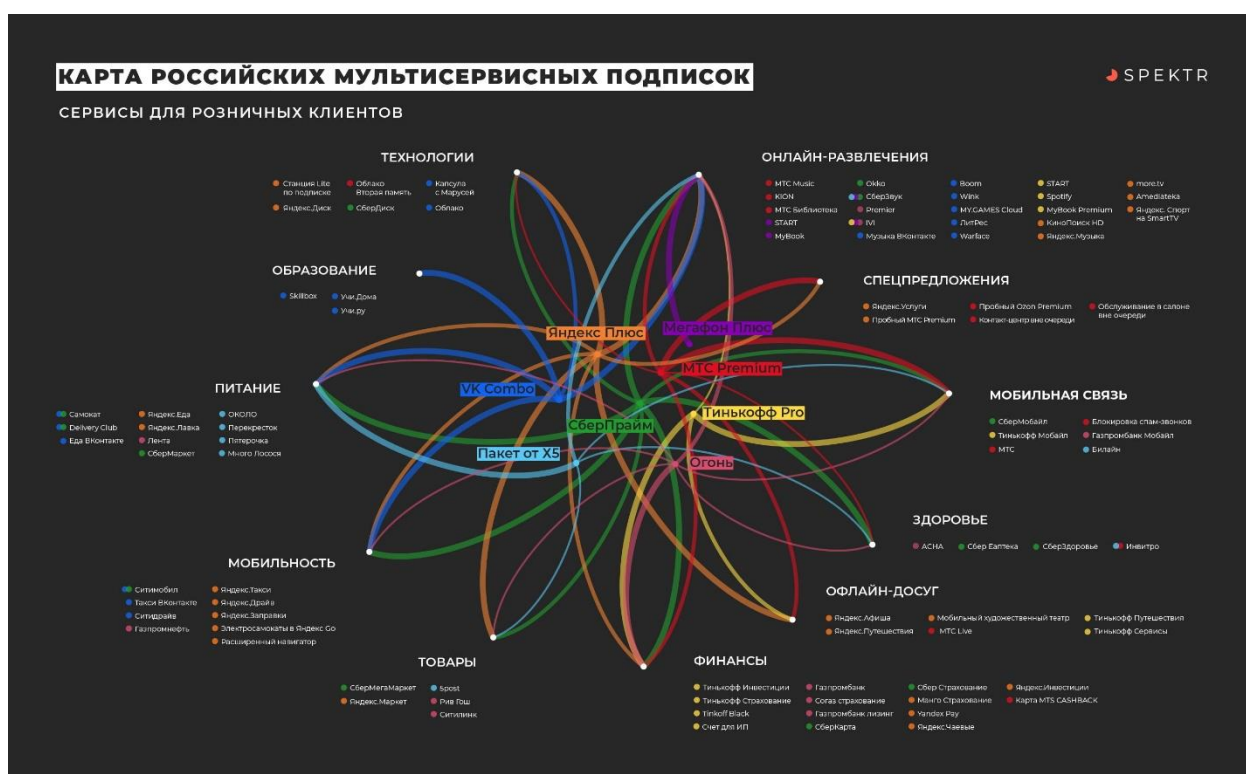 КАРТА РОССИЙСКИХ МУЛЬТИСЕРВИСНЫХ ПОДПИСОК
SPEKTR
СЕРВИСЫ ДЛЯ РОЗНИЧНЫХ КЛИЕНТОВ
ТЕХНОЛОГИИ
Станция Lite
по подписке
Яндекс.Диск
Облако
Вторая память
СберДиск
Капсула
с Марусей
Облако
ОНЛАЙН-РАЗВЛЕЧЕНИЯ
МТС Music
KION
МТС Библиотека
START
MyBook
Okko
СберЗвук
Premier
IVI
Музыка ВКонтакте
Boom
Wink
MY.GAMES Cloud
ЛитРес
Warface
START
Spotify
MyBook Premium
КиноПоиск HD
Яндекс.Музыка
more.tv
Amediateka
Яндекс. Спорт
на SmartTV
ОБРАЗОВАНИЕ
Skillbox
Учи.Дома
Учи.ру
СПЕЦПРЕДЛОЖЕНИЯ
Яндекс.Услуги
Пробный МТС Premium
Пробный Ozon Premium
Контакт-центр вне очереди
Обслуживание в салоне
вне очереди
Яндекс Плюс
Мегафон Плюс
МТС Premium
VK Combo
Тинькофф Pro
СберПрайм
Пакет от X5
Огонь
ПИТАНИЕ
Самокат
Delivery Club
Еда ВКонтакте
Яндекс.Еда
Яндекс.Лавка
Лента
СберМаркет
ОКОЛО
Перекресток
Пятерочка
Много Лосося
МОБИЛЬНАЯ СВЯЗЬ
СберМобайл
Тинькофф Мобайл
МТС
Блокировка спам-звонков
Газпромбанк Мобайл
Билайн
ЗДОРОВЬЕ
АСНА
Сбер Еаптека
СберЗдоровье
Инвитро
МОБИЛЬНОСТЬ
Ситимобил
Такси ВКонтакте
Ситидрайв
Газпромнефть
Яндекс.Такси
Яндекс.Драйв
Яндекс.Заправки
Электросамокаты в Яндекс Go
Расширенный навигатор
ОФЛАЙН-ДОСУГ
Яндекс.Афиша
Яндекс.Путешествия
Мобильный художественный театр
МТС Live
Тинькофф Путешествия
Тинькофф Сервисы
ТОВАРЫ
СберМегаМаркет
Яндекс.Маркет
5post
Рив Гош
Ситилинк
ФИНАНСЫ
Тинькофф Инвестиции
Тинькофф Страхование
Tinkoff Black
Счет для ИП
Газпромбанк
Согаз страхование
Газпромбанк лизинг
СберКарта
Сбер Страхование
Манго Страхование
Yandex Pay
Яндекс.Чаевые
Яндекс.Инвестиции
Карта MTS CASHBACK